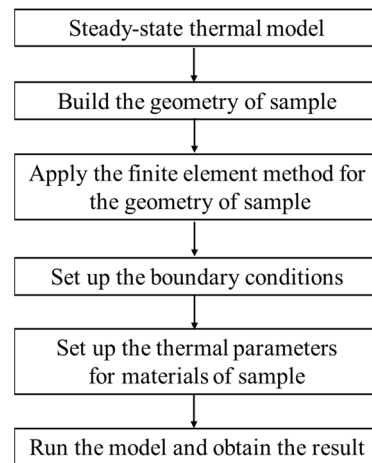 Steady-state thermal model
Build the geometry of sample
Apply the finite element method for
the geometry of sample
Set up the boundary conditions
Set up the thermal parameters
for materials of sample
Run the model and obtain the result